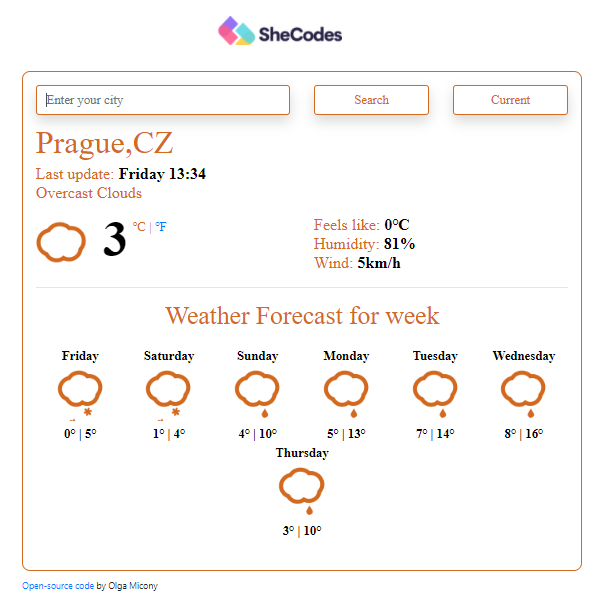 SheCodes
Enter your city
Search
Current
Prague,CZ
Last update: Friday 13:34
Overcast Clouds
3 °C | °F
Feels like: 0°C
Humidity: 81%
Wind: 5km/h
Weather Forecast for week
Friday Saturday Sunday Monday Tuesday Wednesday
0° | 5° 1° | 4° 4° | 10° 5° | 13° 7° | 14° 8° | 16°
Thursday
3° | 10°
Open-source code by Olga Micony